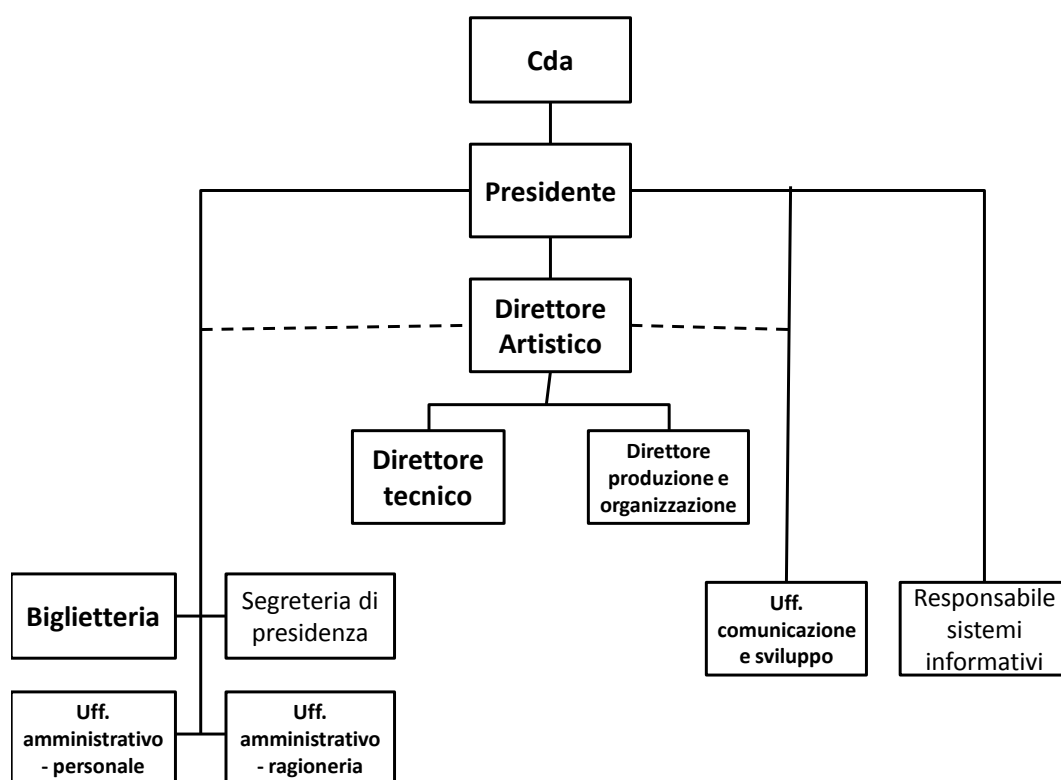 Cda
Presidente
Direttore
Artistico
Direttore
tecnico
Direttore
produzione e
organizzazione
Biglietteria
Segreteria di
presidenza
Uff.
comunicazione
e sviluppo
Responsabile
sistemi
informativi
Uff.
amministrativo
- personale
Uff.
amministrativo
- ragioneria